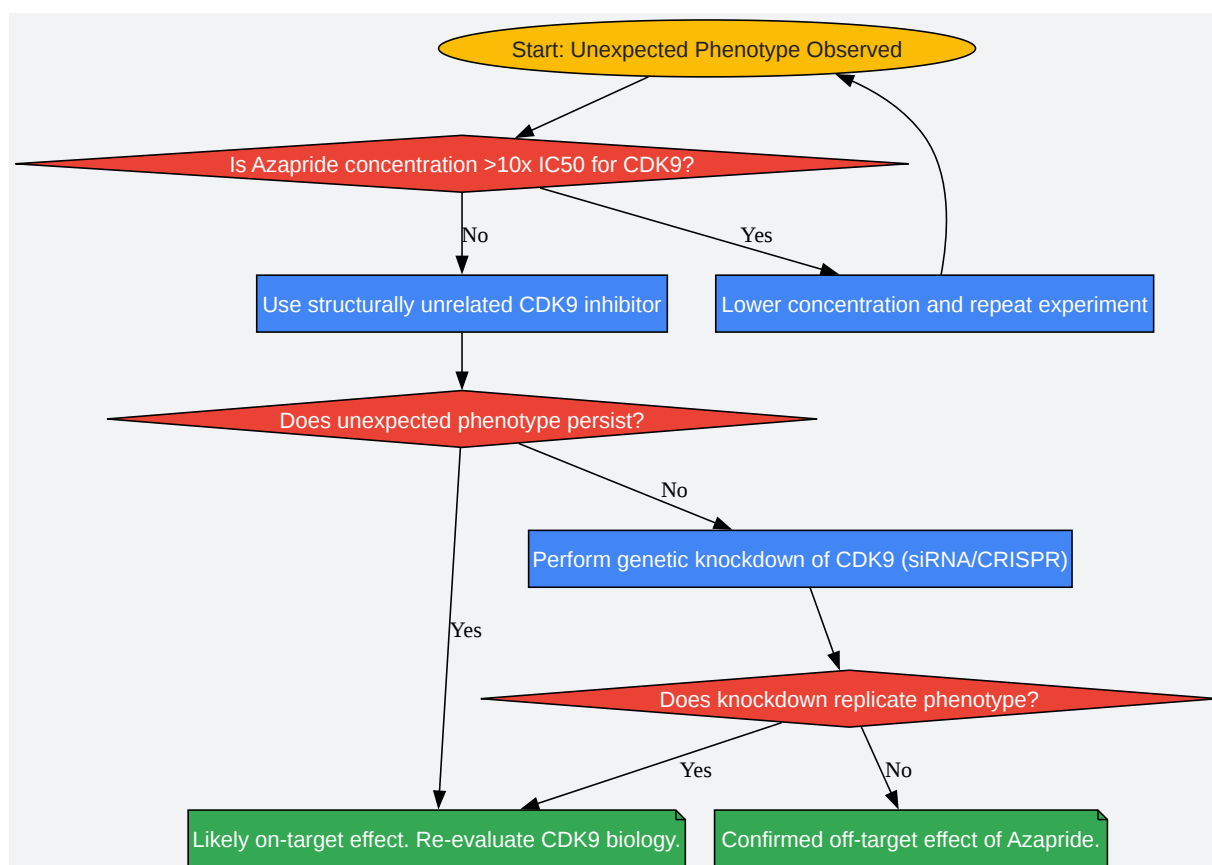 Start: Unexpected Phenotype Observed
Is Azapride concentration >10x IC50 for CDK9?
No
Yes
Use structurally unrelated CDK9 inhibitor
Lower concentration and repeat experiment
Does unexpected phenotype persist?
No
Perform genetic knockdown of CDK9 (siRNA/CRISPR)
Yes
Does knockdown replicate phenotype?
Yes
No
Likely on-target effect. Re-evaluate CDK9 biology.
Confirmed off-target effect of Azapride.